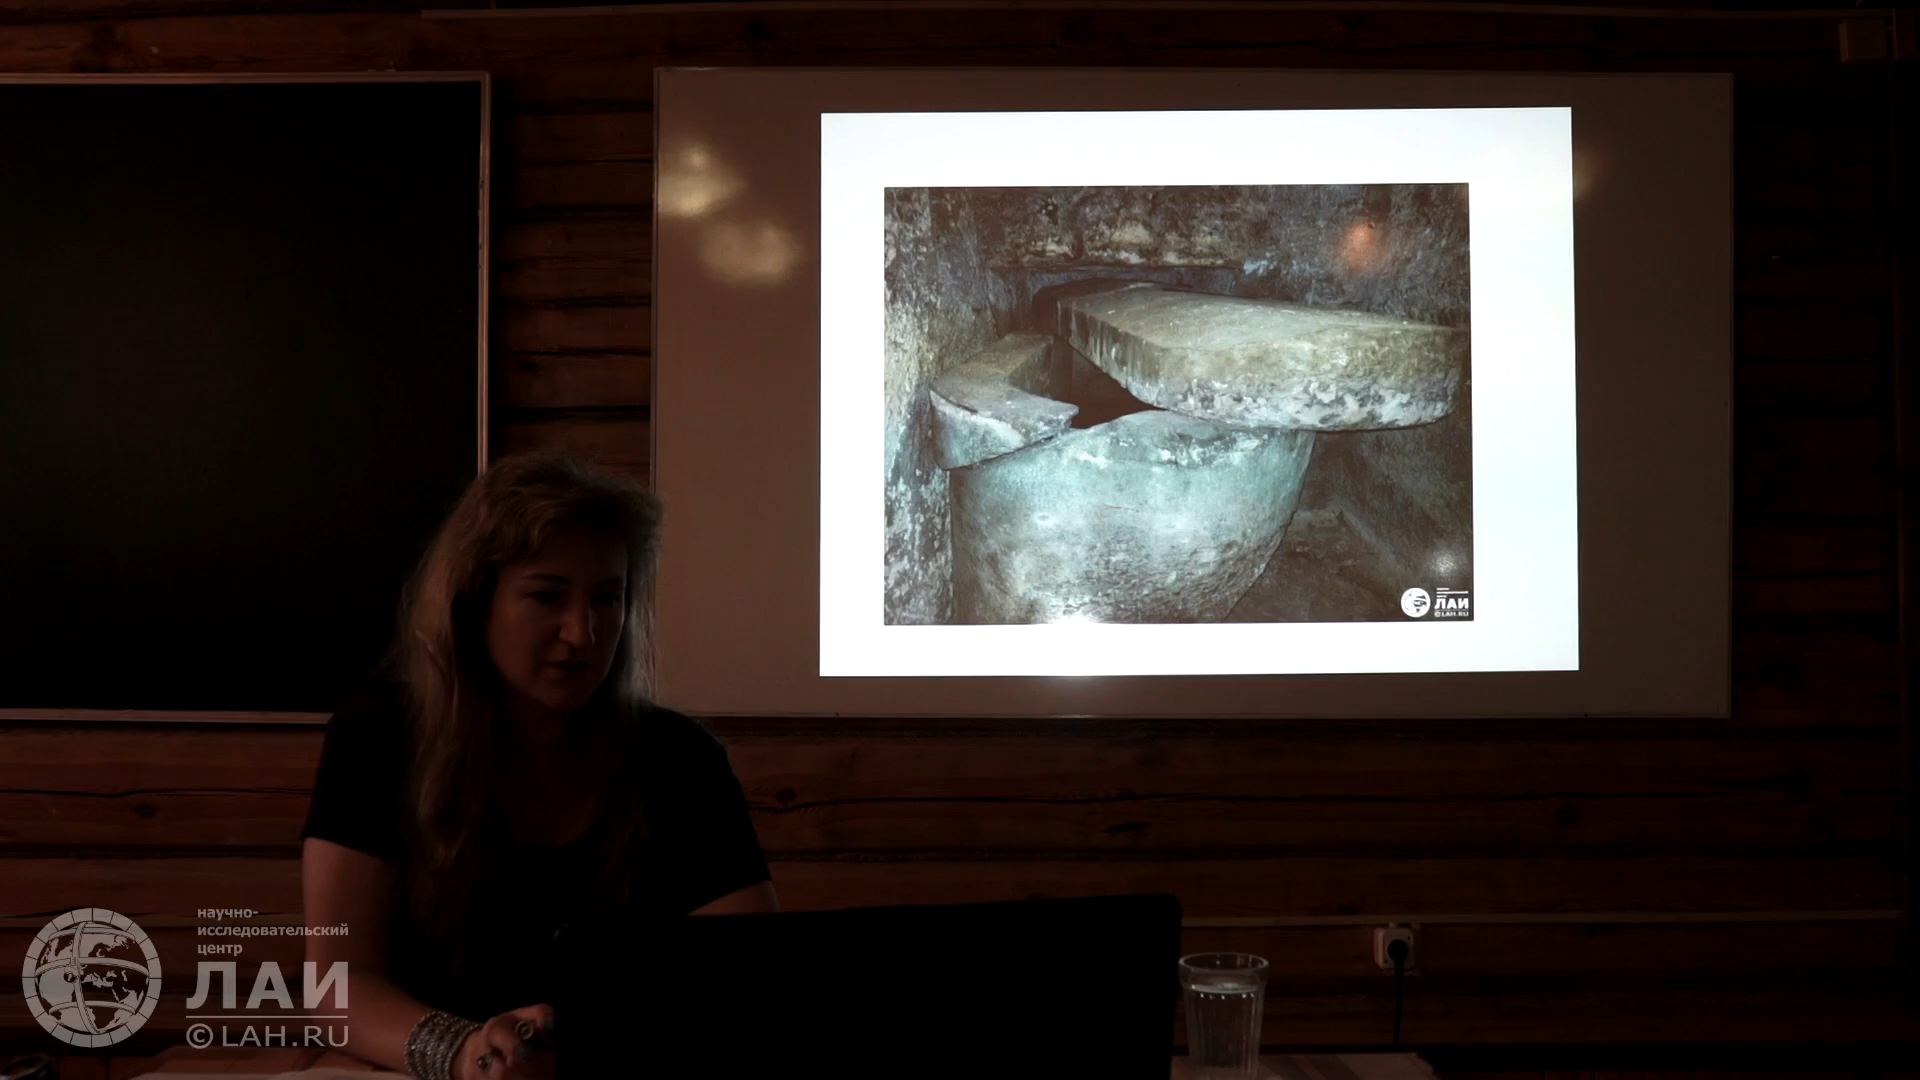 ЛАИ
©LAH.RU
научно-
исследовательский
центр
ЛАИ
©LAH.RU